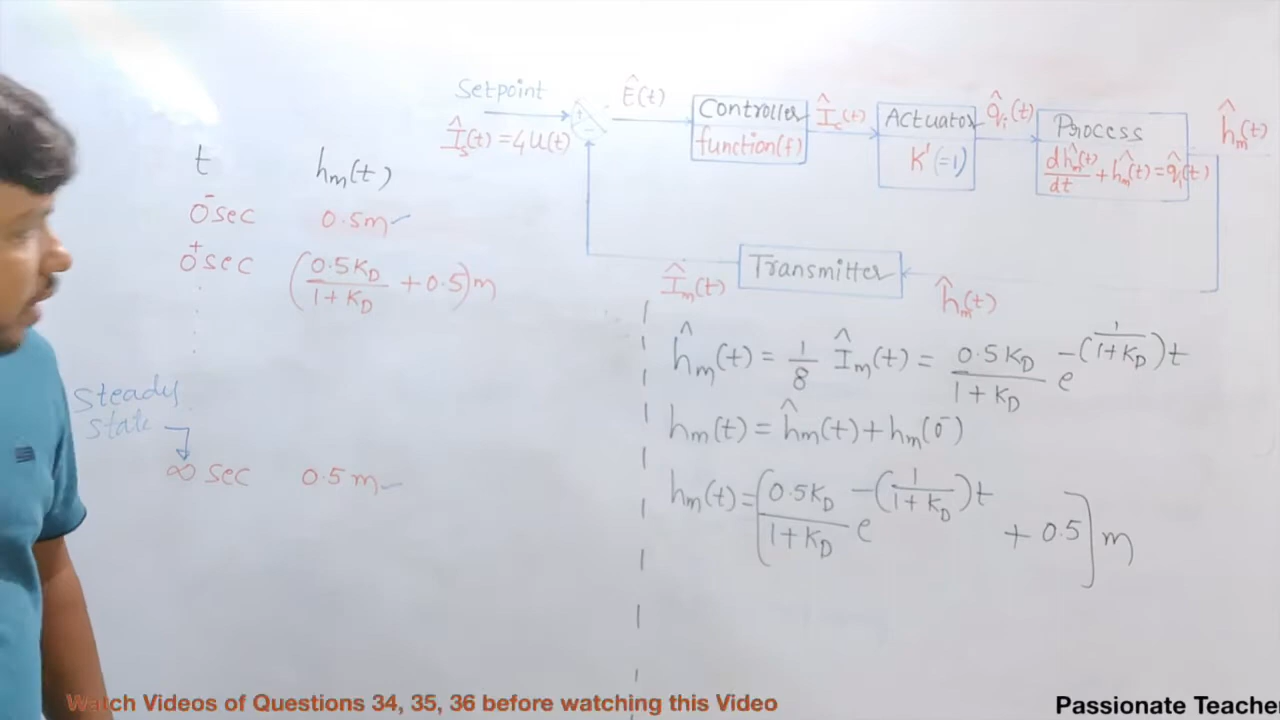 Setpoint
Î_s(t) = 4u(t)
+
-
Ê(t)
Controller
function(f)
Î_c(t)
Actuator
K'(=1)
q̂_i(t)
Process
dĥ_m(t)/dt + ĥ_m(t) = q̂_i(t)
ĥ_m(t)
Transmitter
Î_m(t)
ĥ_m(t)
t h_m(t)
0⁻ sec 0.5m
0⁺ sec (0.5K_D/(1+K_D) + 0.5)m
Steady
state
∞ sec 0.5m
ĥ_m(t) = 1/8 Î_m(t) = 0.5K_D/(1+K_D) e^-(1/(1+K_D))t
h_m(t) = ĥ_m(t) + h_m(0⁻)
h_m(t) = [0.5K_D/(1+K_D) e^-(1/(1+K_D))t + 0.5] m
Watch Videos of Questions 34, 35, 36 before watching this Video
Passionate Teache